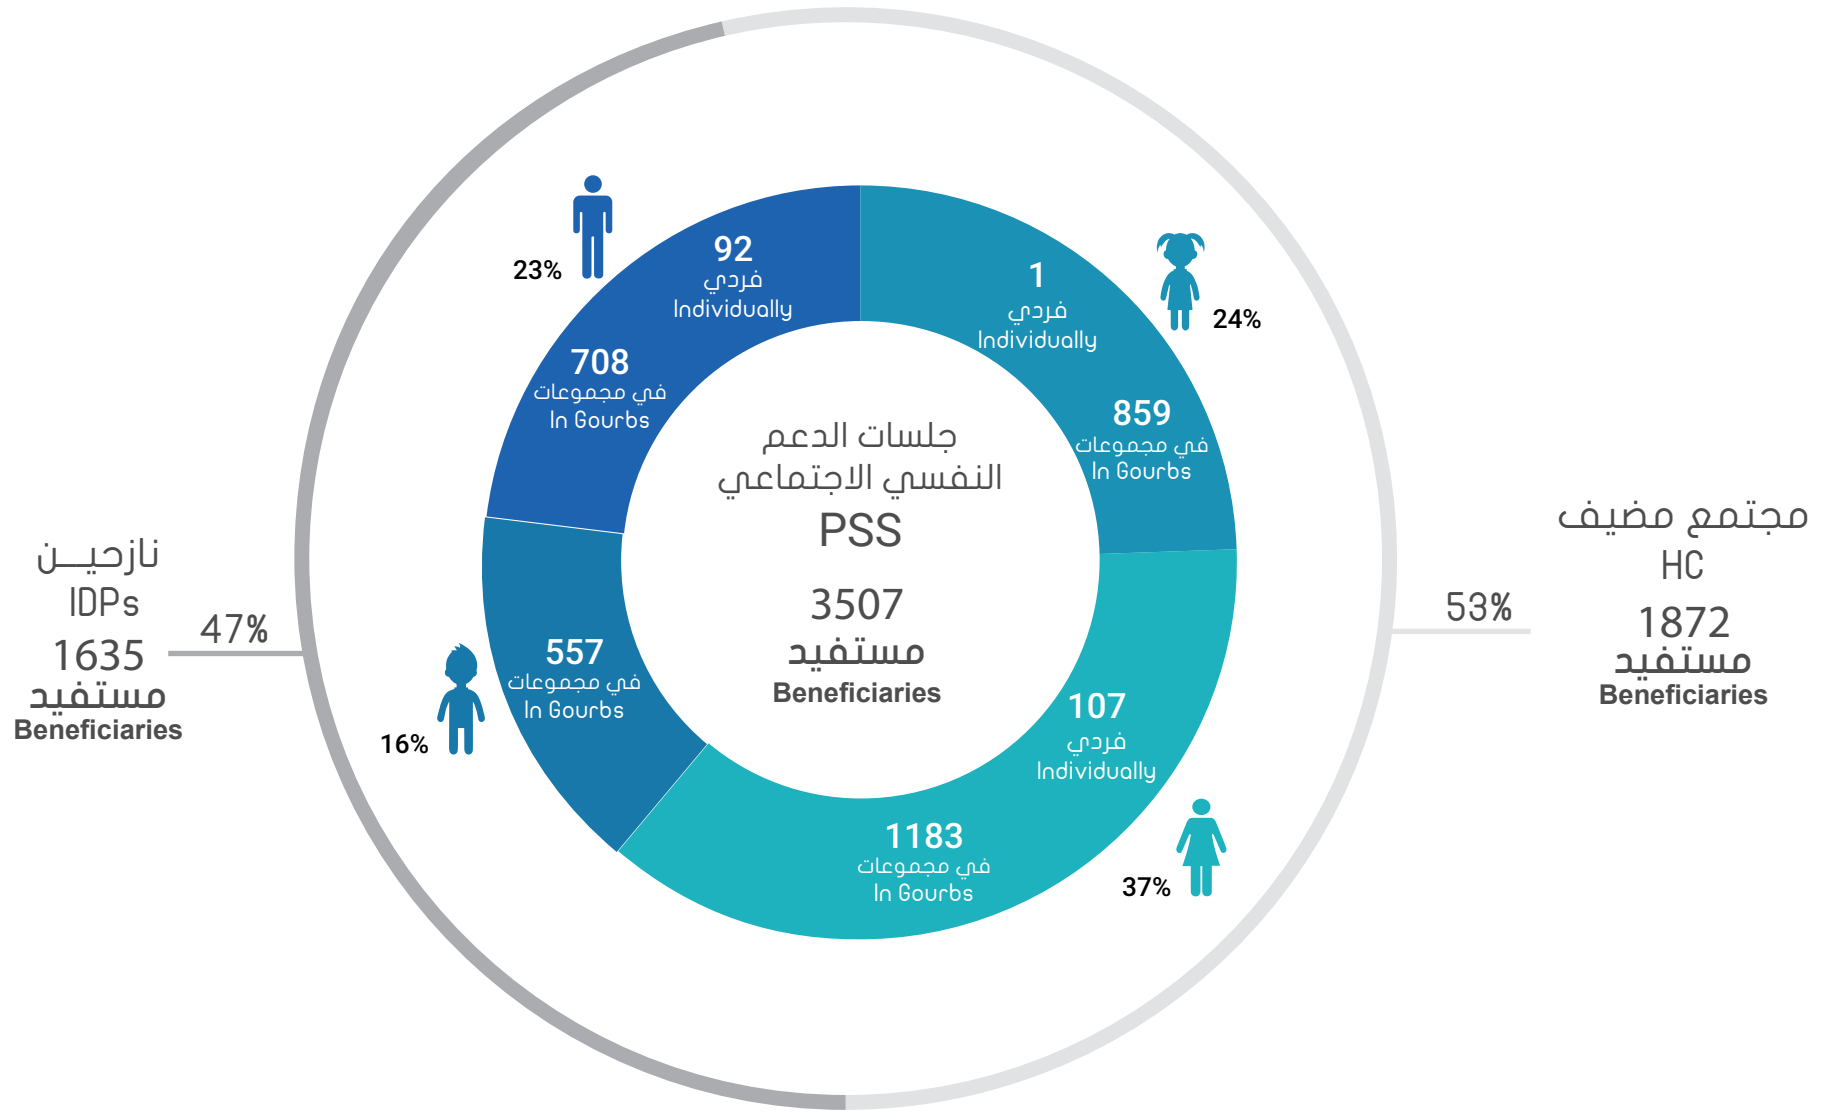 جلسات الدعم
النفسي الاجتماعي
PSS
3507
مستفيد
Beneficiaries
23%
92
فردي
Individually
708
في مجموعات
In Gourbs
1
فردي
Individually
859
في مجموعات
In Gourbs
24%
557
في مجموعات
In Gourbs
16%
107
فردي
Individually
1183
في مجموعات
In Gourbs
37%
نازحيـــن
IDPs
1635
مستفيد
Beneficiaries
47%
53%
مجتمع مضيف
HC
1872
مستفيد
Beneficiaries